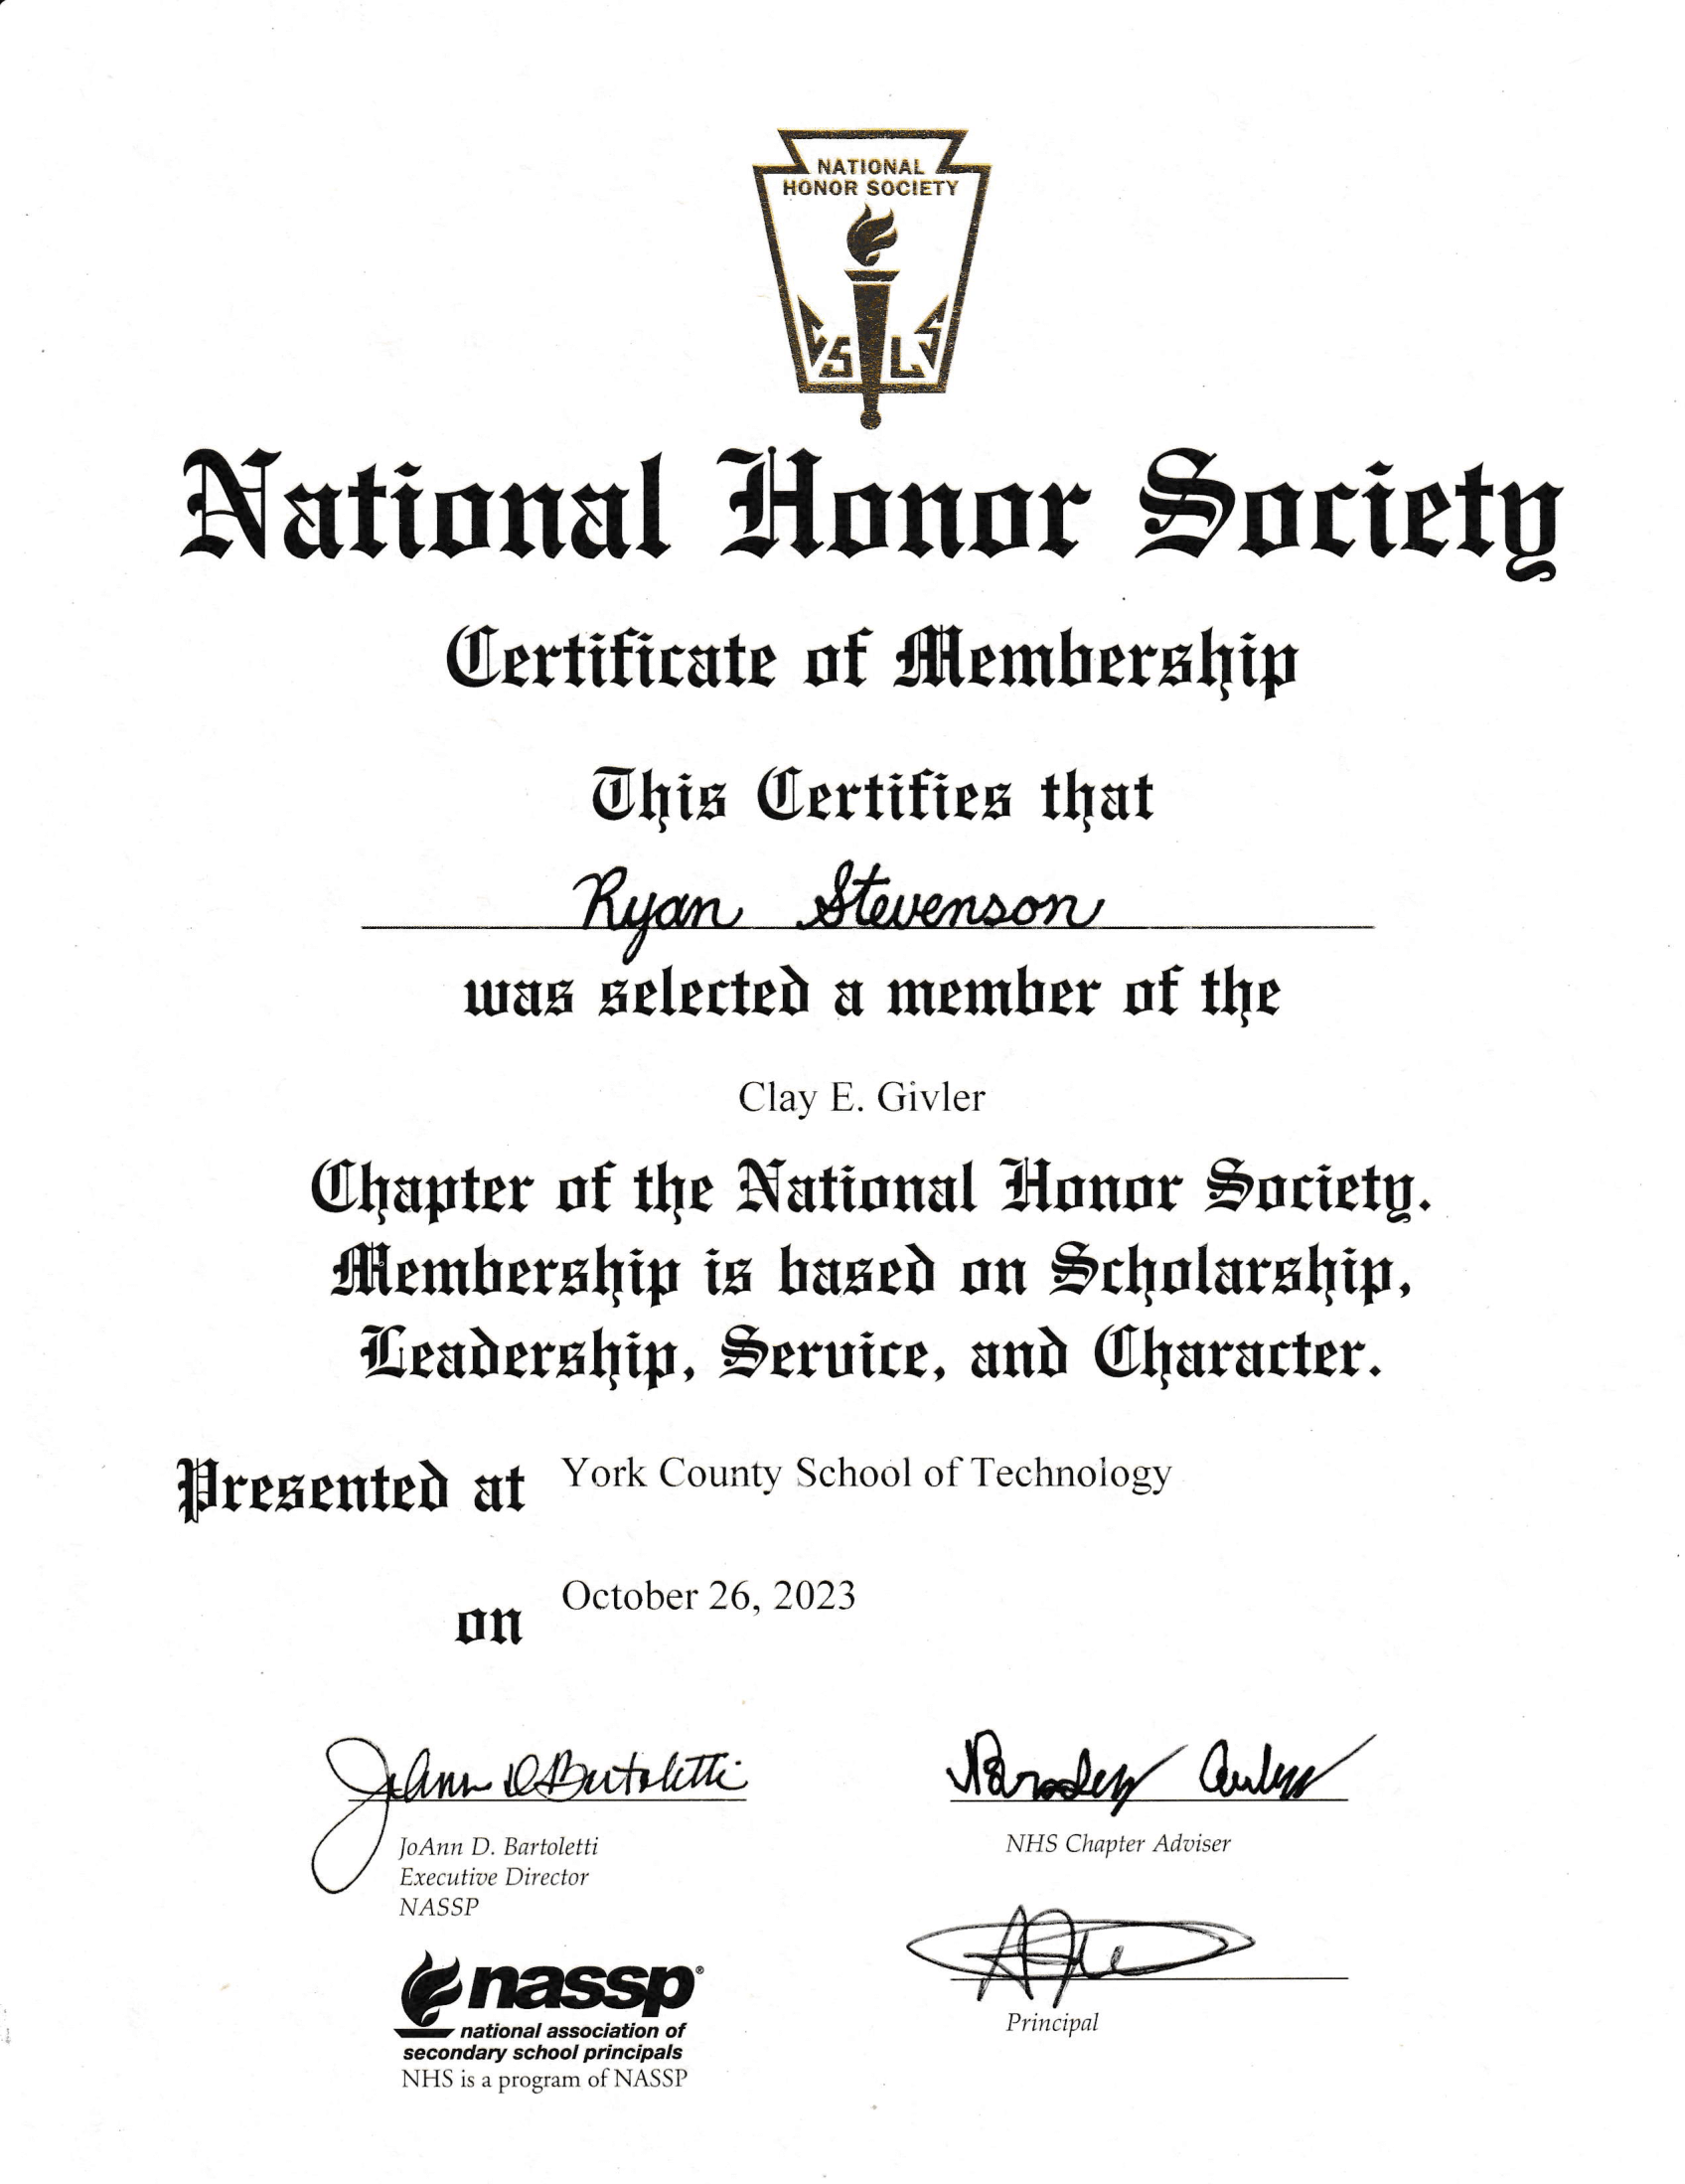 NATIONAL
HONOR SOCIETY
C S L S
National Honor Society
Certificate of Membership
This Certifies that
Ryan Stevenson
was selected a member of the
Clay E. Givler
Chapter of the National Honor Society.
Membership is based on Scholarship,
Leadership, Service, and Character.
Presented at York County School of Technology
on October 26, 2023
JoAnn D Bartoletti
JoAnn D. Bartoletti
Executive Director
NASSP
NHS Chapter Adviser
Principal
nassp®
national association of
secondary school principals
NHS is a program of NASSP